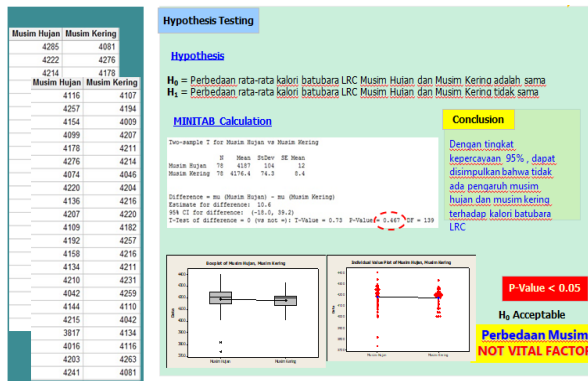 Musim Hujan Musim Kering
4285 4081
4222 4276
4214 4178
Musim Hujan Musim Kering
4116 4107
4257 4194
4154 4009
4099 4207
4178 4211
4276 4214
4074 4046
4220 4204
4136 4216
4207 4220
4109 4182
4192 4257
4158 4216
4134 4211
4210 4231
4042 4259
4144 4110
4215 4042
3817 4134
4016 4116
4203 4263
4241 4081
Hypothesis Testing
Hypothesis
H₀ = Perbedaan rata-rata kalori batubara LRC Musim Hujan dan Musim Kering adalah sama
H₁ = Perbedaan rata-rata kalori batubara LRC Musim Hujan dan Musim Kering tidak sama
MINITAB Calculation
Two-sample T for Musim Hujan vs Musim Kering
N Mean StDev SE Mean
Musim Hujan 78 4187 104 12
Musim Kering 78 4176.4 74.3 8.4
Difference = mu (Musim Hujan) - mu (Musim Kering)
Estimate for difference: 10.6
95% CI for difference: (-18.0, 39.2)
T-Test of difference = 0 (vs not =): T-Value = 0.73 P-Value = 0.467 DF = 139
Conclusion
Dengan tingkat
kepercayaan 95% , dapat
disimpulkan bahwa tidak
ada pengaruh musim
hujan dan musim kering
terhadap kalori batubara
LRC
Boxplot of Musim Hujan, Musim Kering
Data
Musim Hujan Musim Kering
Individual Value Plot of Musim Hujan, Musim Kering
Data
Musim Hujan Musim Kering
P-Value < 0.05
H₀ Acceptable
Perbedaan Musim
NOT VITAL FACTOR